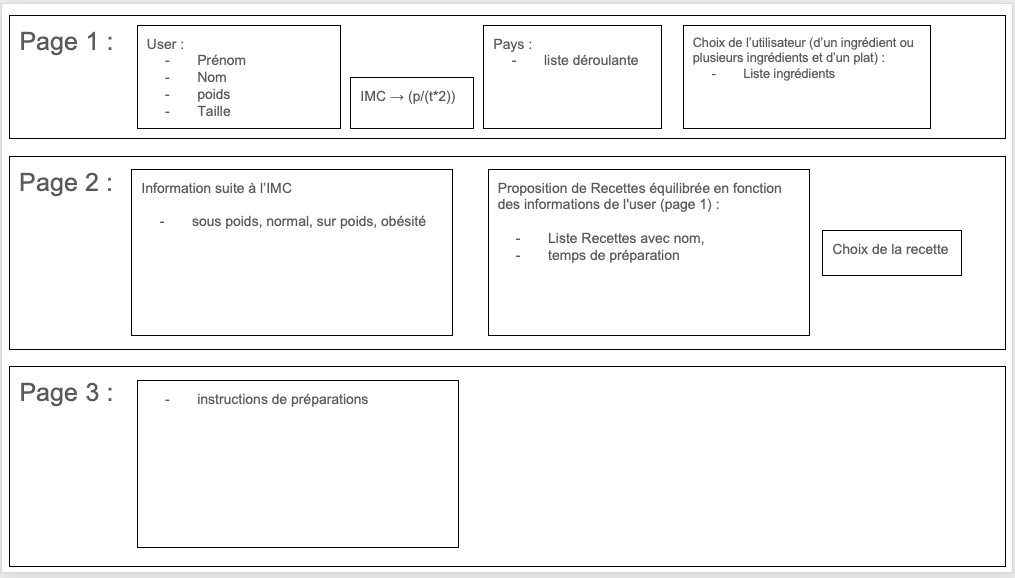 Page 1 :
User :
- Prénom
- Nom
- poids
- Taille
IMC → (p/(t*2))
Pays :
- liste déroulante
Choix de l'utilisateur (d'un ingrédient ou
plusieurs ingrédients et d'un plat) :
- Liste ingrédients
Page 2 :
Information suite à l'IMC
- sous poids, normal, sur poids, obésité
Proposition de Recettes équilibrée en fonction
des informations de l'user (page 1) :
- Liste Recettes avec nom,
- temps de préparation
Choix de la recette
Page 3 :
- instructions de préparations